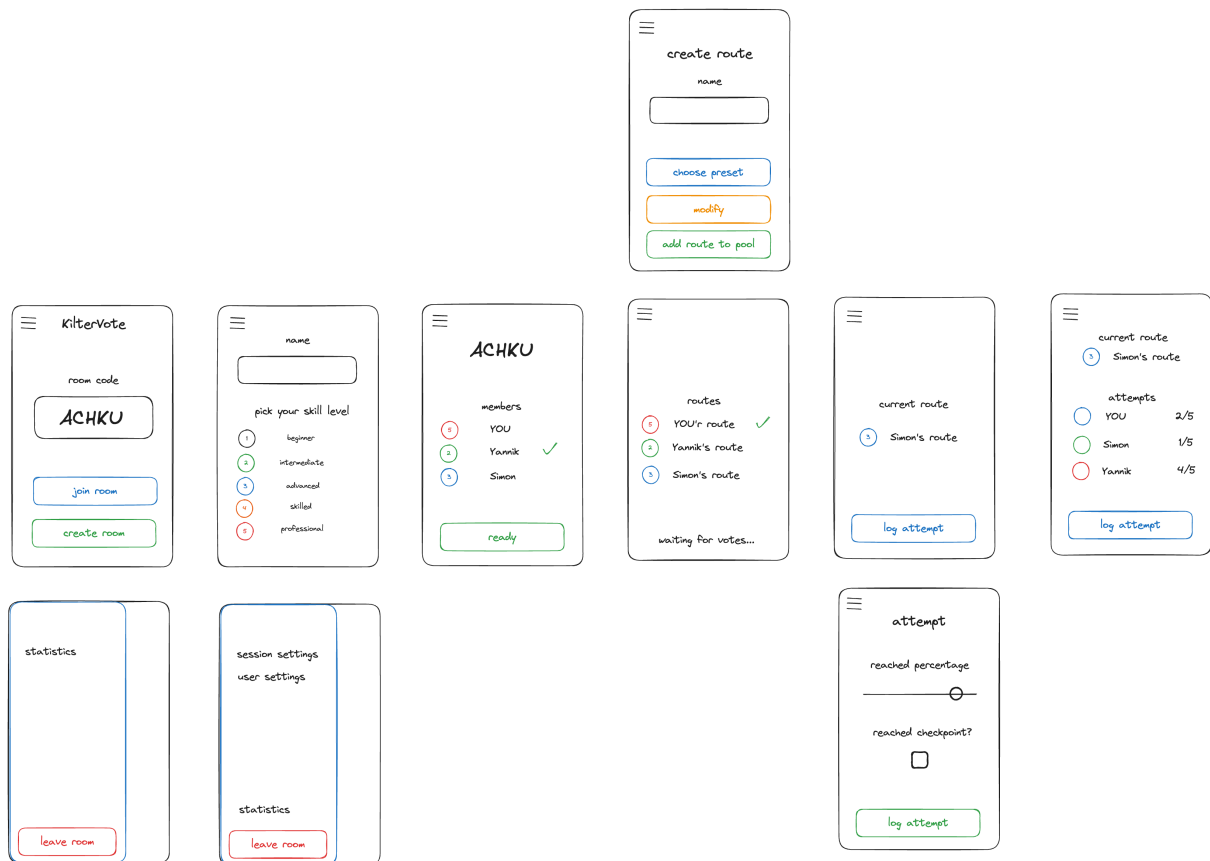 create route
name
choose preset
modify
add route to pool
KilterVote
room code
ACHKU
join room
create room
name
pick your skill level
1 beginner
2 intermediate
3 advanced
4 skilled
5 professional
ACHKU
members
5 YOU
2 Yannik
3 Simon
ready
routes
5 YOU'r route
2 Yannik's route
3 Simon's route
waiting for votes...
current route
3 Simon's route
log attempt
current route
3 Simon's route
attempts
YOU 2/5
Simon 1/5
Yannik 4/5
log attempt
statistics
leave room
session settings
user settings
statistics
leave room
attempt
reached percentage
reached checkpoint?
log attempt